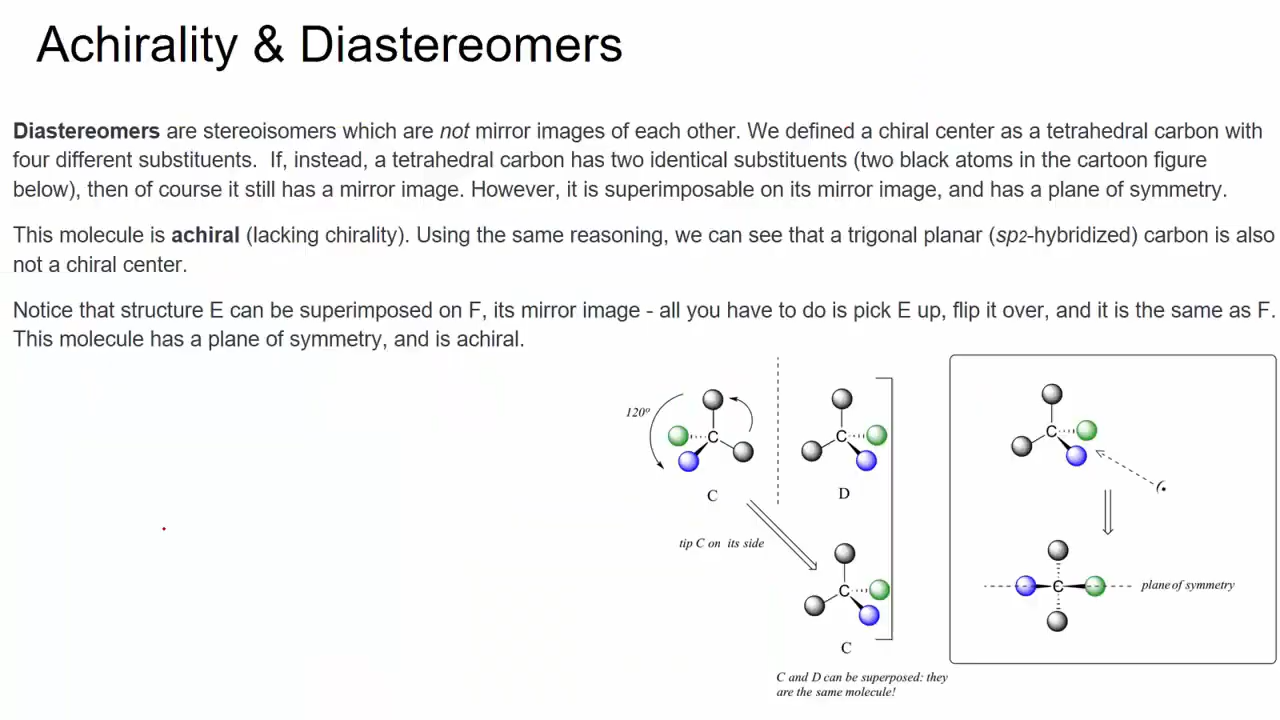 Achirality & Diastereomers
Diastereomers are stereoisomers which are not mirror images of each other. We defined a chiral center as a tetrahedral carbon with
four different substituents. If, instead, a tetrahedral carbon has two identical substituents (two black atoms in the cartoon figure
below), then of course it still has a mirror image. However, it is superimposable on its mirror image, and has a plane of symmetry.
This molecule is achiral (lacking chirality). Using the same reasoning, we can see that a trigonal planar (sp2-hybridized) carbon is also
not a chiral center.
Notice that structure E can be superimposed on F, its mirror image - all you have to do is pick E up, flip it over, and it is the same as F.
This molecule has a plane of symmetry, and is achiral.
120º
C
C
C
C
D
tip C on its side
C
C
C and D can be superposed: they
are the same molecule!
C
C
plane of symmetry